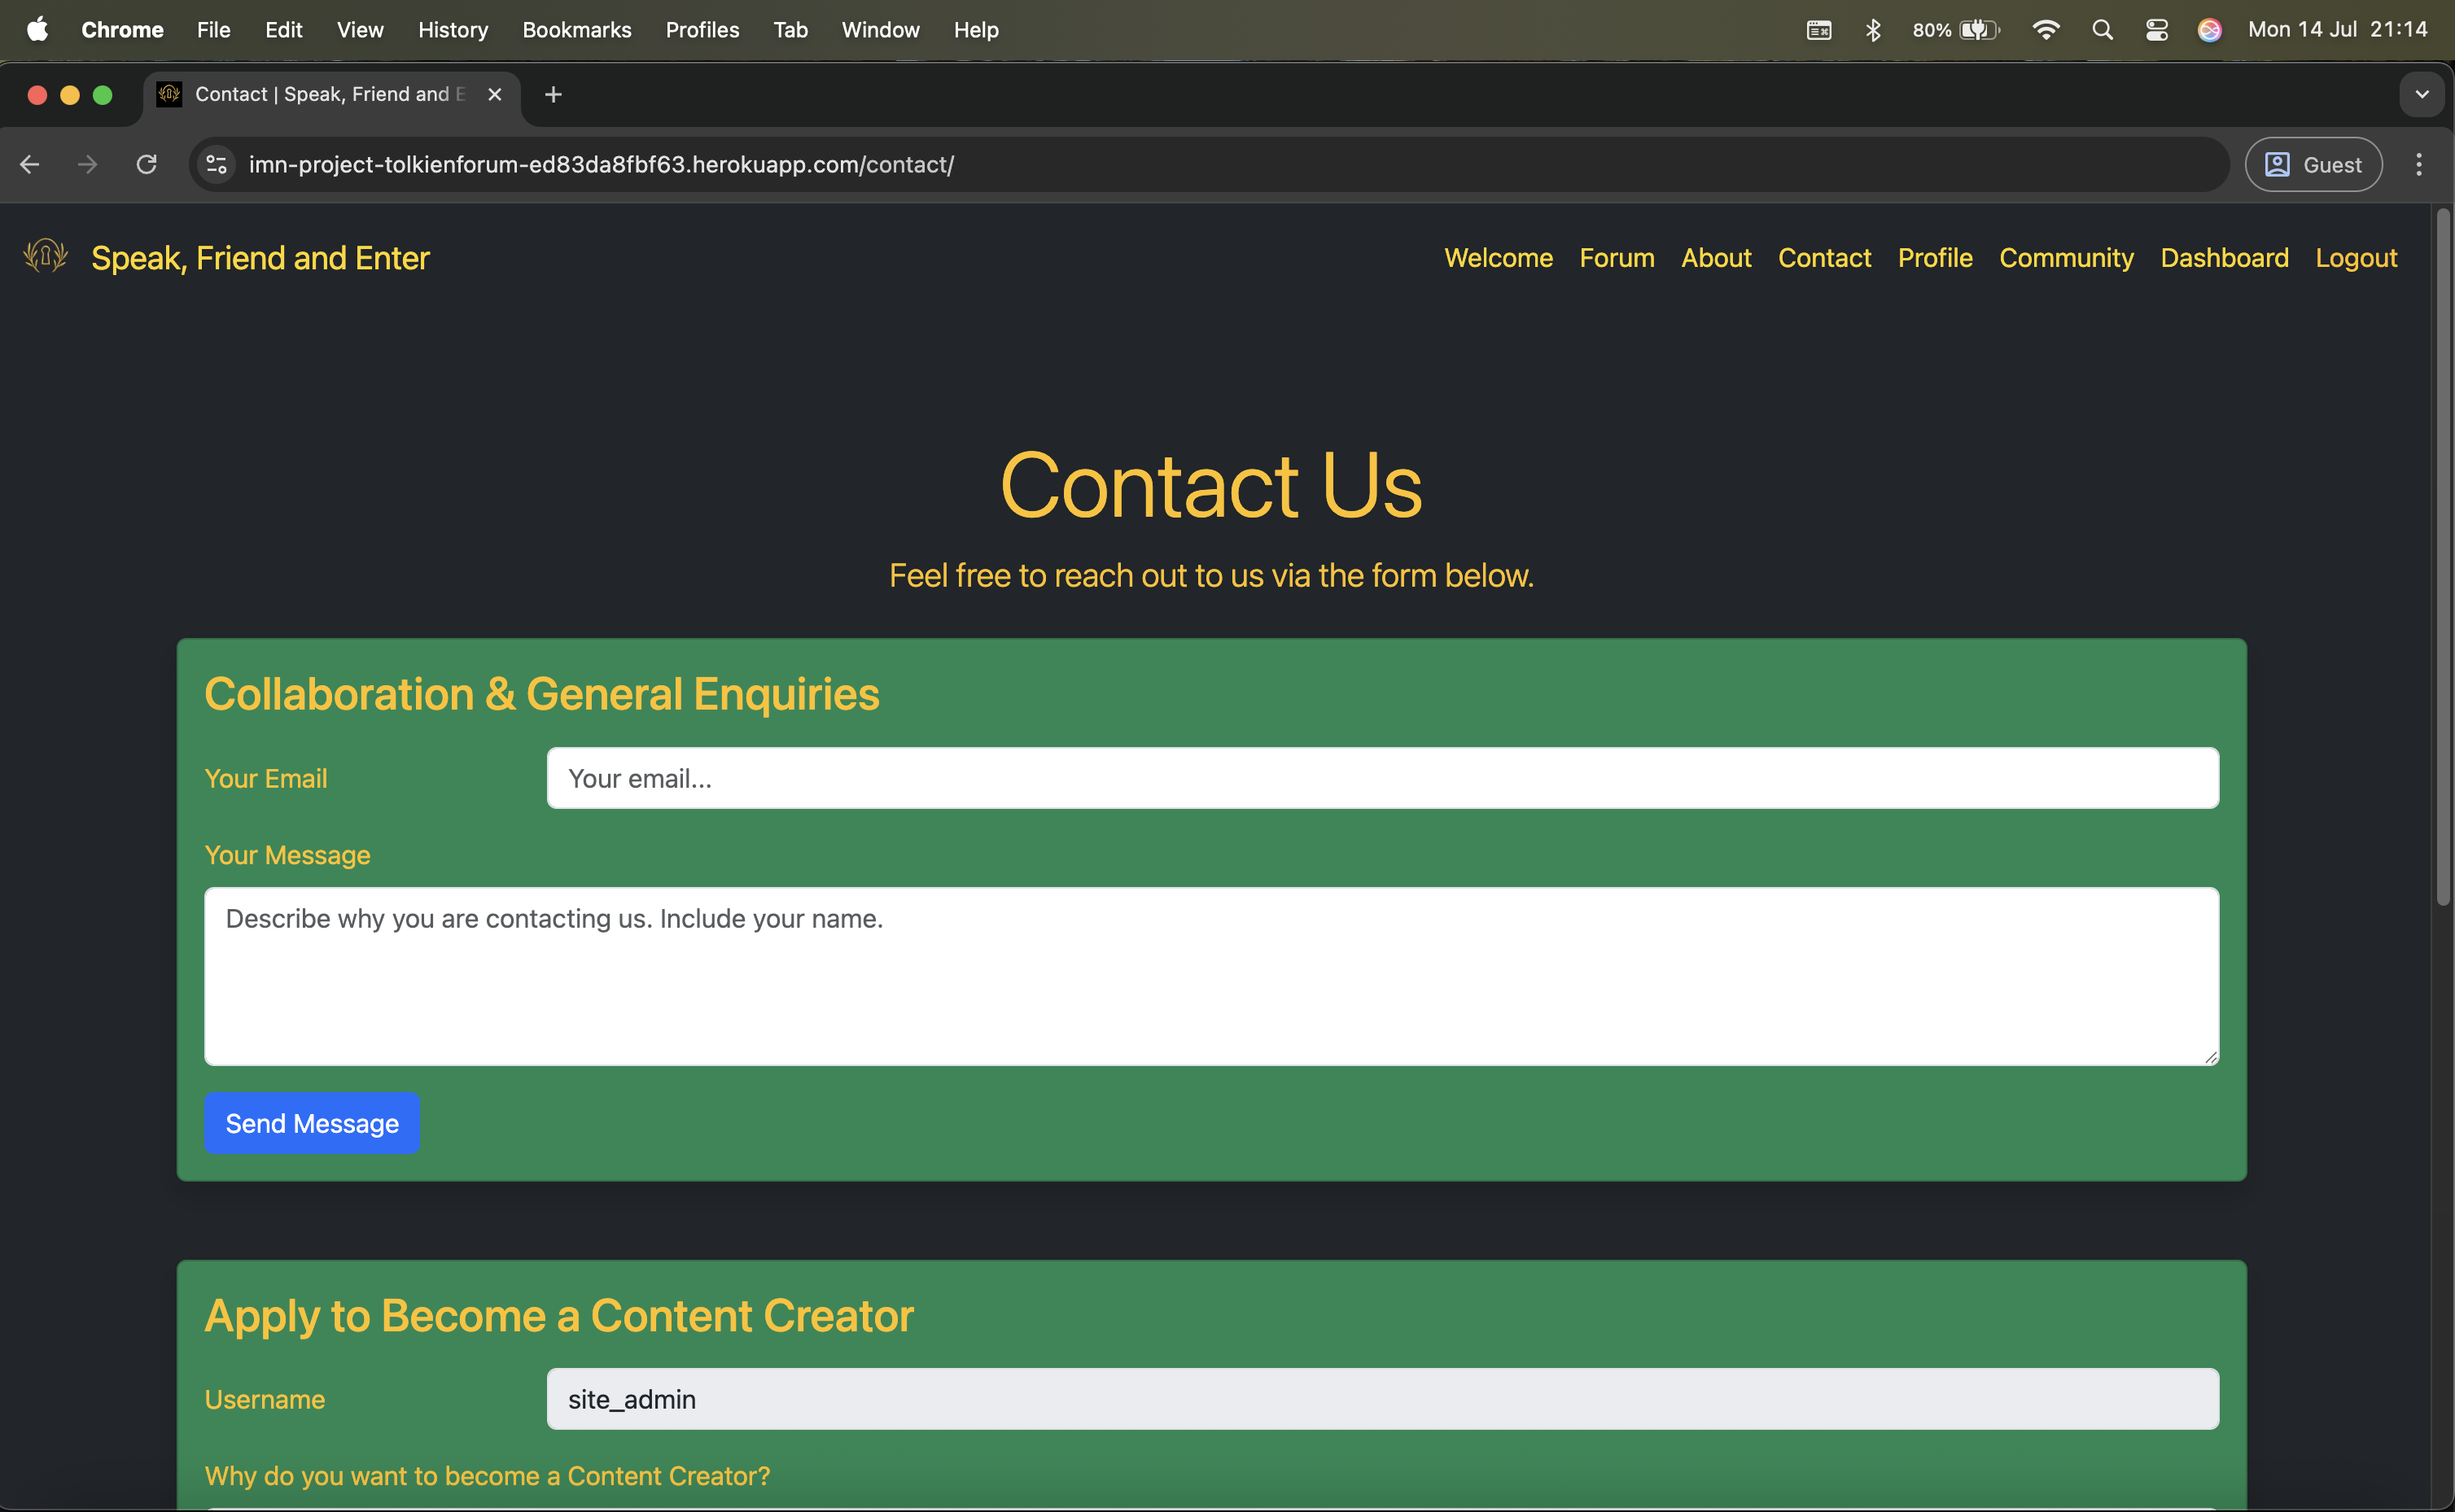 Chrome File Edit View History Bookmarks Profiles Tab Window Help 80% Mon 14 Jul 21:14
Contact | Speak, Friend and E
imn-project-tolkienforum-ed83da8fbf63.herokuapp.com/contact/ Guest
Speak, Friend and Enter Welcome Forum About Contact Profile Community Dashboard Logout
Contact Us
Feel free to reach out to us via the form below.
Collaboration & General Enquiries
Your Email Your email...
Your Message
Describe why you are contacting us. Include your name.
Send Message
Apply to Become a Content Creator
Username site_admin
Why do you want to become a Content Creator?